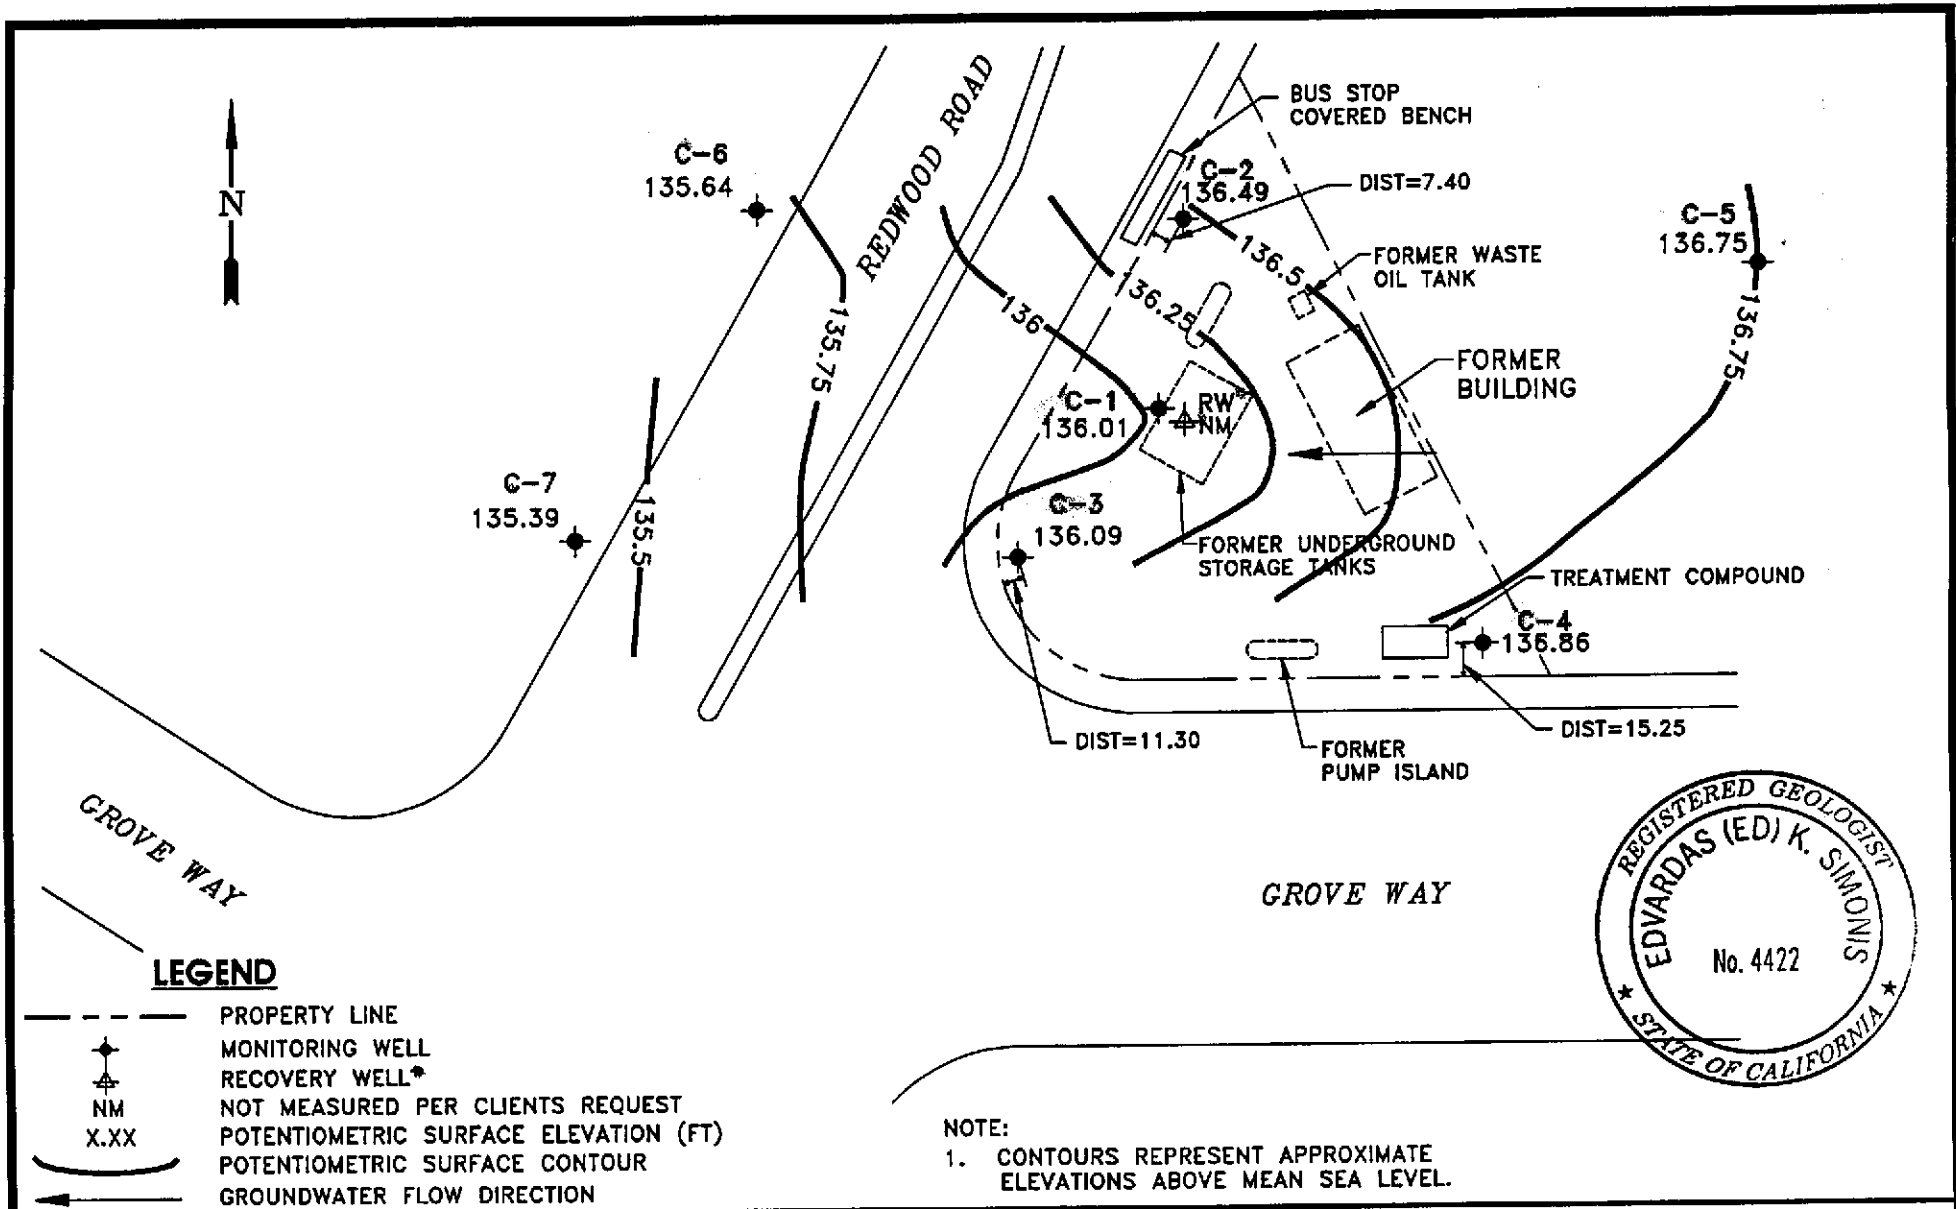 BUS STOP
COVERED BENCH
REDWOOD ROAD
C-6
135.64
N
C-2
136.49
DIST=7.40
C-5
136.75
136.5
FORMER WASTE
OIL TANK
136.25
136
135.75
136.75
FORMER
BUILDING
C-1
136.01
RW*
NM
C-7
135.39
135.5
C-3
136.09
FORMER UNDERGROUND
STORAGE TANKS
TREATMENT COMPOUND
C-4
136.86
DIST=11.30
DIST=15.25
FORMER
PUMP ISLAND
GROVE WAY
GROVE WAY
REGISTERED GEOLOGIST
EDVARDAS (ED) K. SIMONIS
No. 4422
★ STATE OF CALIFORNIA ★
LEGEND
PROPERTY LINE
MONITORING WELL
RECOVERY WELL*
NM NOT MEASURED PER CLIENTS REQUEST
X.XX POTENTIOMETRIC SURFACE ELEVATION (FT)
POTENTIOMETRIC SURFACE CONTOUR
GROUNDWATER FLOW DIRECTION
NOTE:
1. CONTOURS REPRESENT APPROXIMATE
ELEVATIONS ABOVE MEAN SEA LEVEL.